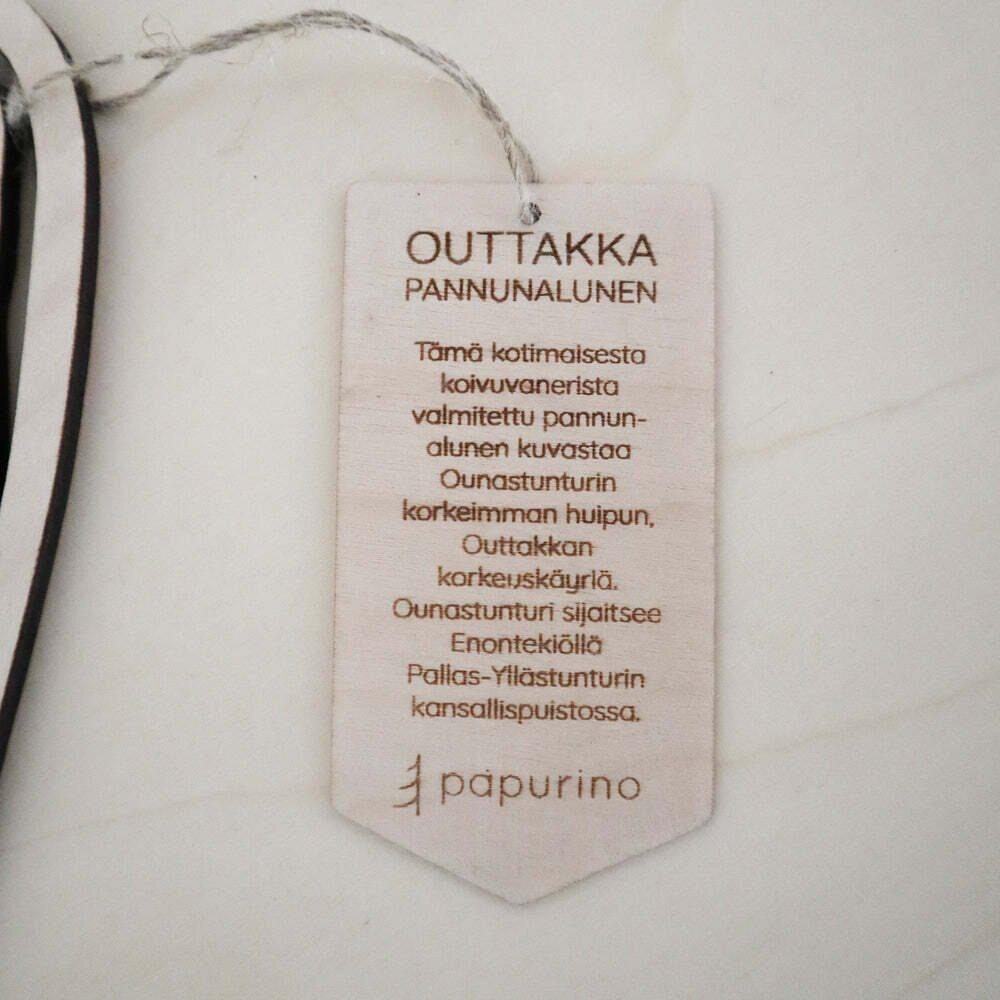 OUTTAKKA
PANNUNALUNEN
Tämä kotimaisesta
koivuvanerista
valmitettu pannun-
alunen kuvastaa
Ounastunturin
korkeimman huipun,
Outtakkan
korkeuskäyriä.
Ounastunturi sijaitsee
Enontekiöllä
Pallas-Yllästunturin
kansallispuistossa.
papurino